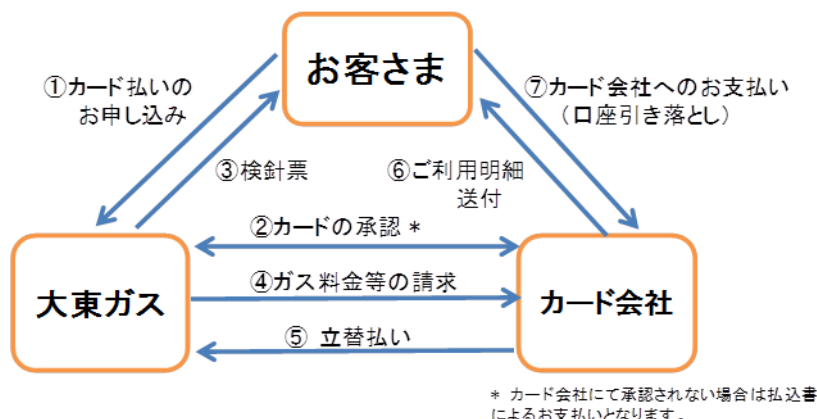 お客さま
①カード払いの
お申し込み
⑦カード会社へのお支払い
（口座引き落とし）
③検針票
⑥ご利用明細
送付
②カードの承認 *
大東ガス
④ガス料金等の請求
カード会社
⑤ 立替払い
* カード会社にて承認されない場合は払込書
によるお支払いとなります。